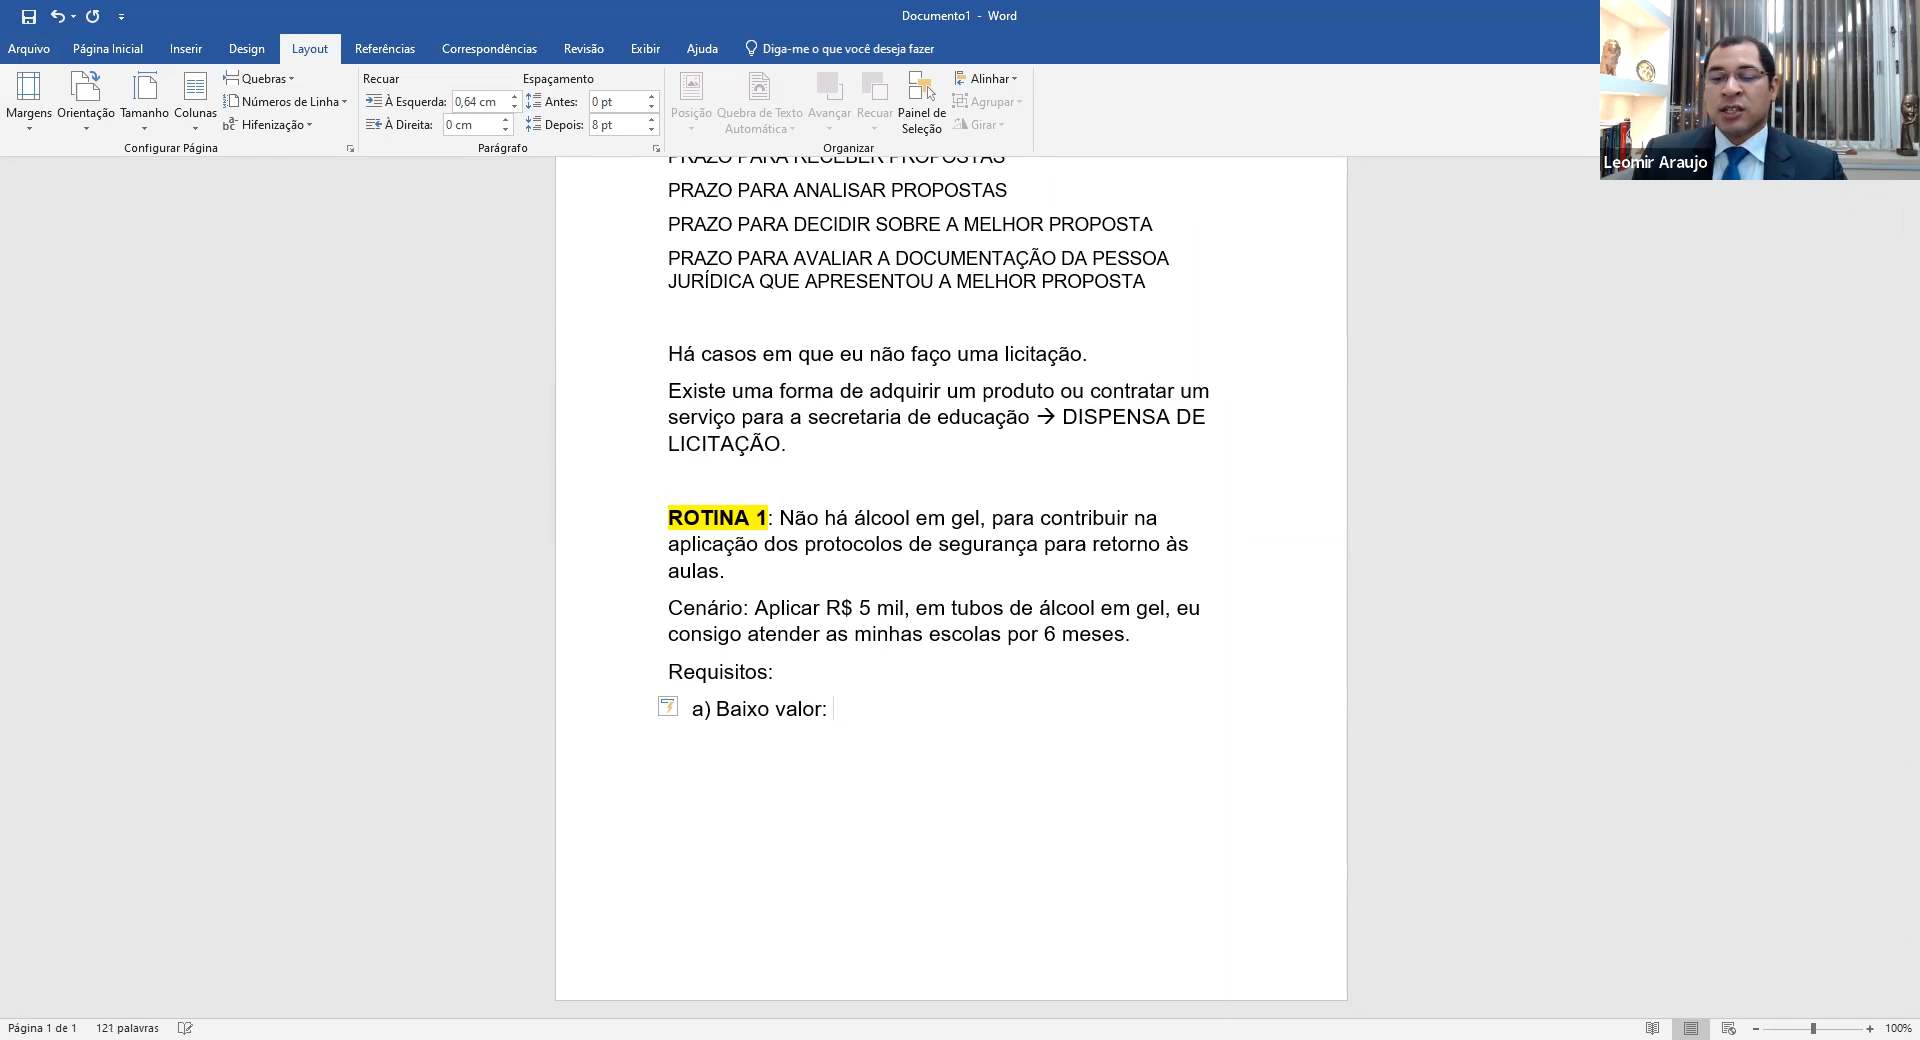 Documento1 - Word
Arquivo Página Inicial Inserir Design Layout Referências Correspondências Revisão Exibir Ajuda Diga-me o que você deseja fazer
Margens
Orientação
Tamanho
Colunas
Quebras
Números de Linha
Hifenização
Configurar Página
Recuar
À Esquerda: 0,64 cm
À Direita: 0 cm
Espaçamento
Antes: 0 pt
Depois: 8 pt
Parágrafo
Posição
Quebra de Texto
Automática
Avançar
Recuar
Painel de
Seleção
Alinhar
Agrupar
Girar
Organizar
Leomir Araujo
PRAZO PARA RECEBER PROPOSTAS
PRAZO PARA ANALISAR PROPOSTAS
PRAZO PARA DECIDIR SOBRE A MELHOR PROPOSTA
PRAZO PARA AVALIAR A DOCUMENTAÇÃO DA PESSOA
JURÍDICA QUE APRESENTOU A MELHOR PROPOSTA
Há casos em que eu não faço uma licitação.
Existe uma forma de adquirir um produto ou contratar um
serviço para a secretaria de educação → DISPENSA DE
LICITAÇÃO.
ROTINA 1: Não há álcool em gel, para contribuir na
aplicação dos protocolos de segurança para retorno às
aulas.
Cenário: Aplicar R$ 5 mil, em tubos de álcool em gel, eu
consigo atender as minhas escolas por 6 meses.
Requisitos:
a) Baixo valor:
Página 1 de 1 121 palavras
100%